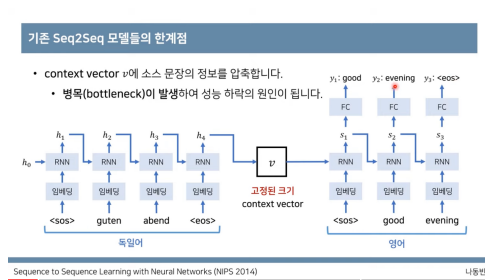 기존 Seq2Seq 모델들의 한계점
• context vector v에 소스 문장의 정보를 압축합니다.
• 병목(bottleneck)이 발생하여 성능 하락의 원인이 됩니다.
y₁: good y₂: evening y₃: <eos>
FC FC FC
h₁ h₂ h₃ h₄ s₁ s₂ s₃
h₀ RNN RNN RNN RNN v RNN RNN RNN
고정된 크기
context vector
임베딩 임베딩 임베딩 임베딩 임베딩 임베딩 임베딩
<sos> guten abend <eos> <sos> good evening
독일어 영어
Sequence to Sequence Learning with Neural Networks (NIPS 2014) 나동빈